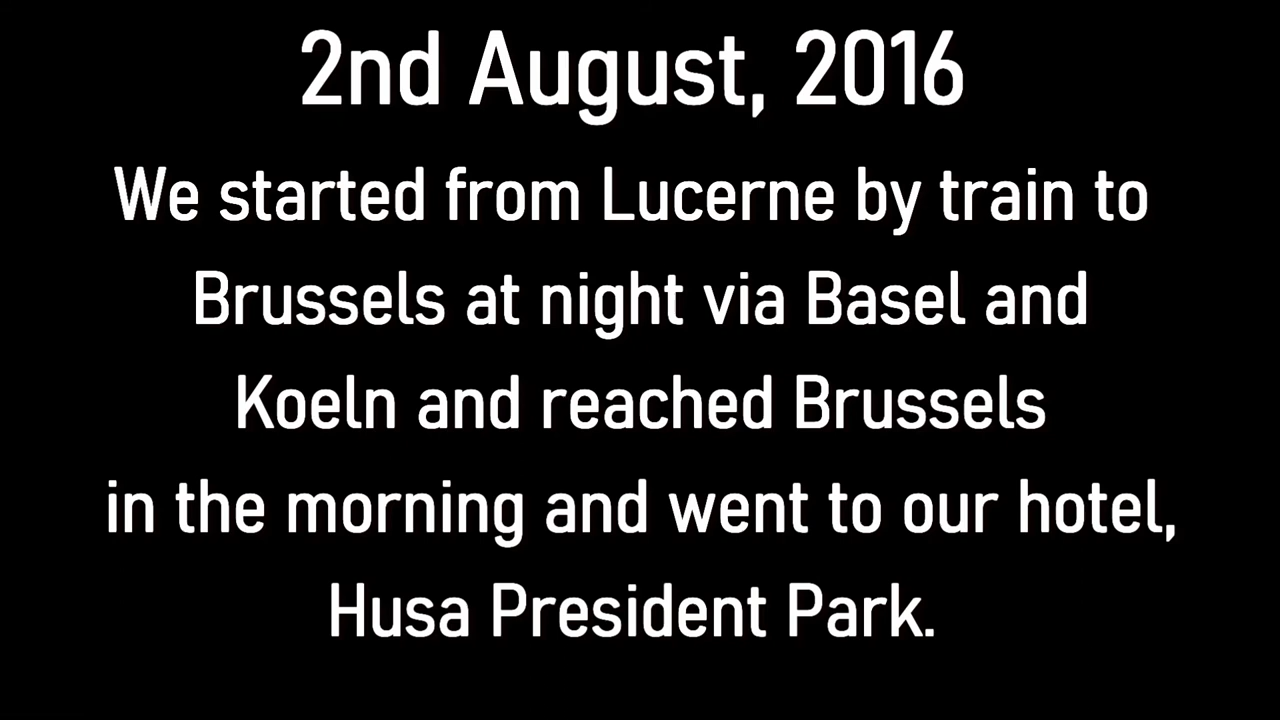 2nd August, 2016
We started from Lucerne by train to
Brussels at night via Basel and
Koeln and reached Brussels
in the morning and went to our hotel,
Husa President Park.